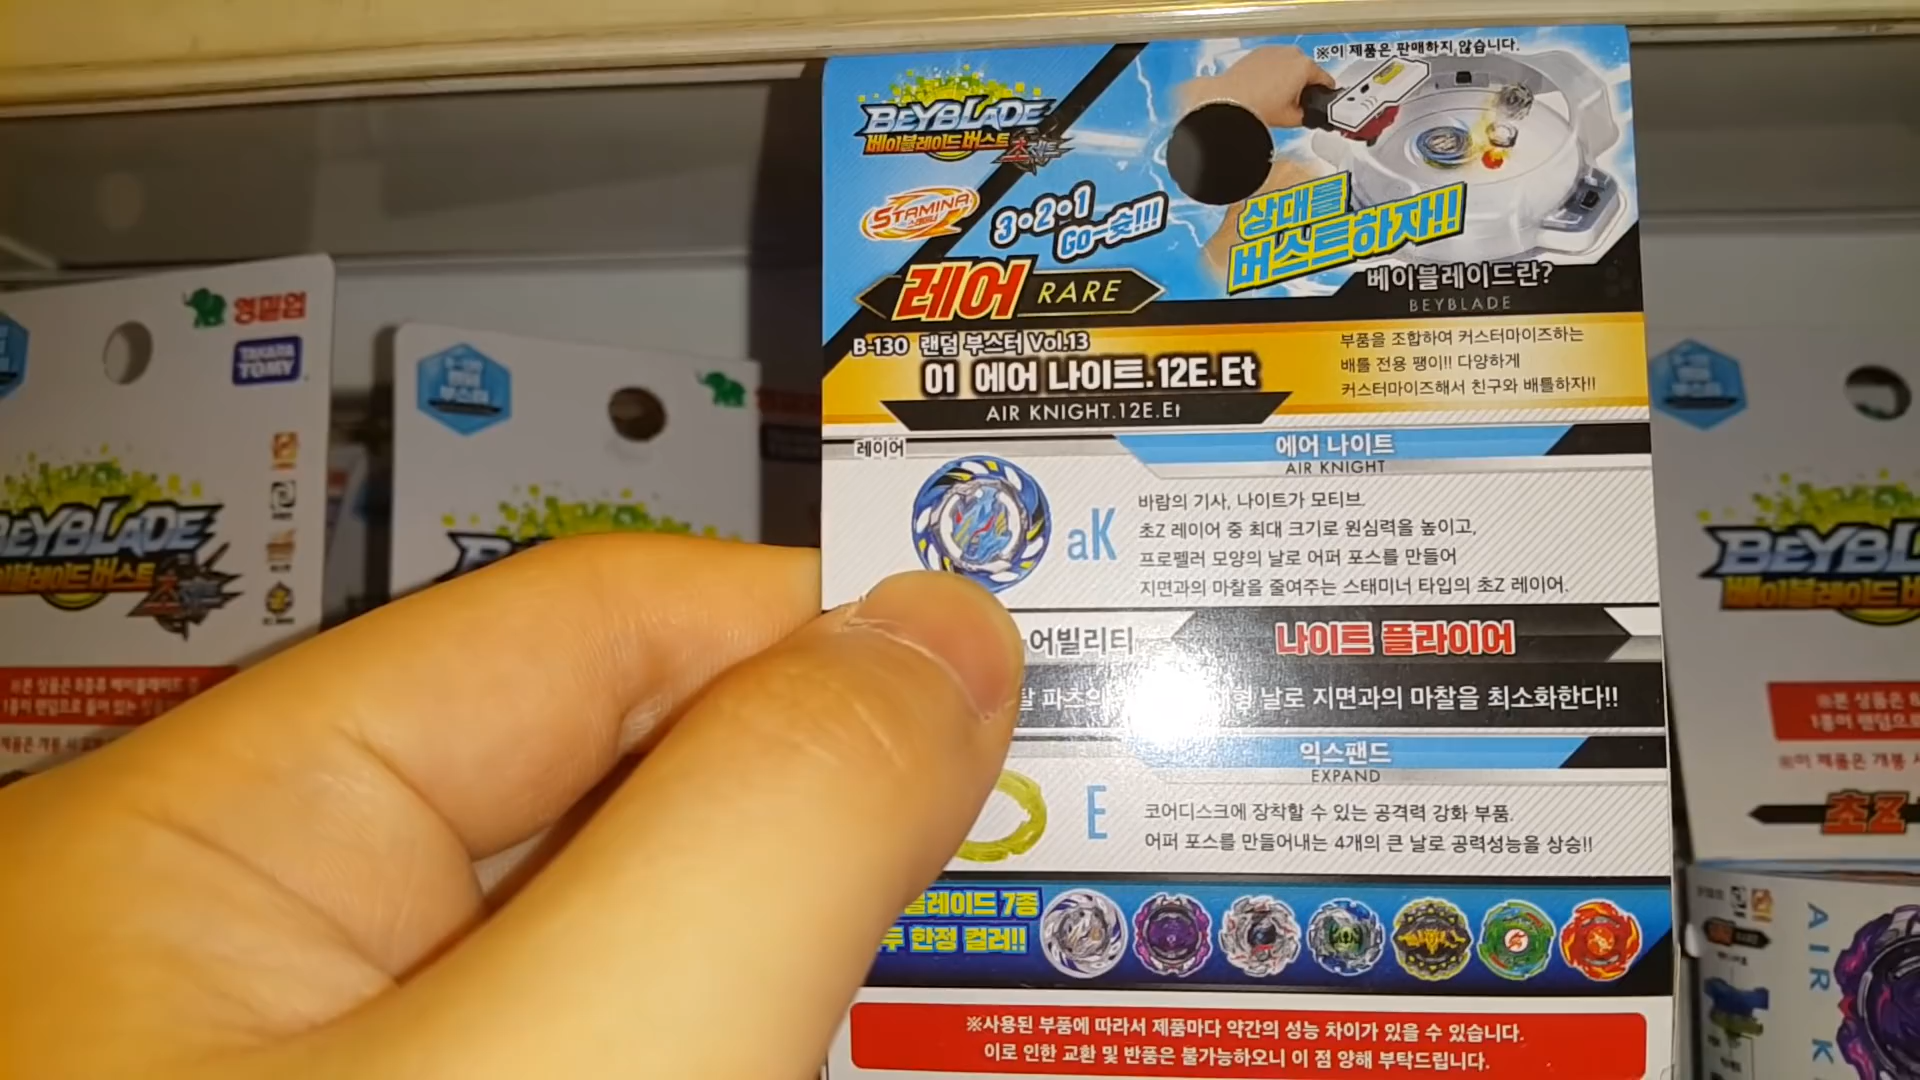 ※이 제품은 판매하지 않습니다.
BEYBLADE
베이블레이드 버스트 초제트
STAMINA
3•2•1
GO-슛!!!
상대를
버스트하자!!
레어 RARE
베이블레이드란?
BEYBLADE
B-130 랜덤 부스터 Vol.13
01 에어 나이트.12E.Et
AIR KNIGHT.12E.Et
부품을 조합하여 커스터마이즈하는
배틀 전용 팽이!! 다양하게
커스터마이즈해서 친구와 배틀하자!!
레이어
에어 나이트
AIR KNIGHT
aK
바람의 기사, 나이트가 모티브.
초Z 레이어 중 최대 크기로 원심력을 높이고,
프로펠러 모양의 날로 어퍼 포스를 만들어
지면과의 마찰을 줄여주는 스태미너 타입의 초Z 레이어.
어빌리티
나이트 플라이어
파츠의
날로 지면과의 마찰을 최소화한다!!
익스팬드
EXPAND
E
코어디스크에 장착할 수 있는 공격력 강화 부품.
어퍼 포스를 만들어내는 4개의 큰 날로 공력성능을 상승!!
블레이드 7종
한정 컬러!!
※사용된 부품에 따라서 제품마다 약간의 성능 차이가 있을 수 있습니다.
이로 인한 교환 및 반품은 불가능하오니 이 점 양해 부탁드립니다.
영밀엄
TAKARA
TOMY
BEYBLADE
초Z
AIR K